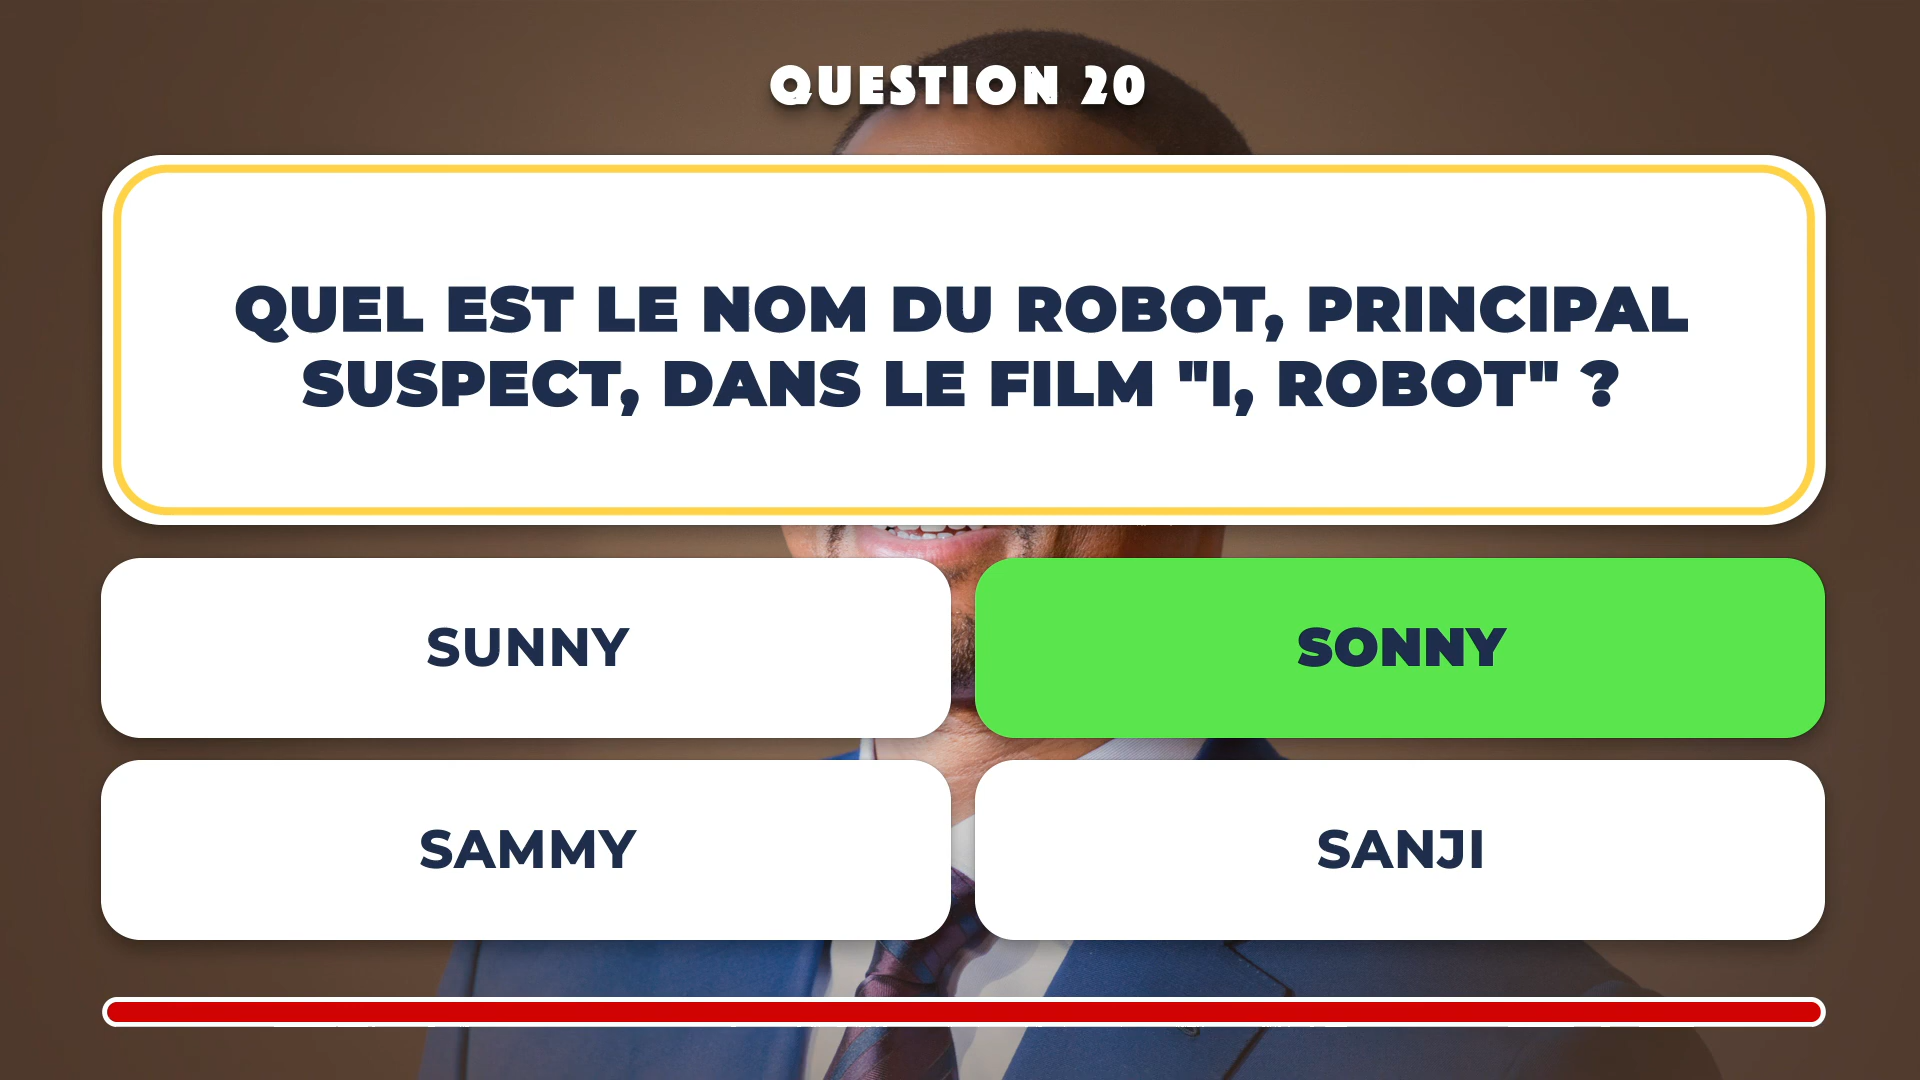 QUESTION 20
QUEL EST LE NOM DU ROBOT, PRINCIPAL
SUSPECT, DANS LE FILM "I, ROBOT" ?
SUNNY
SONNY
SAMMY
SANJI